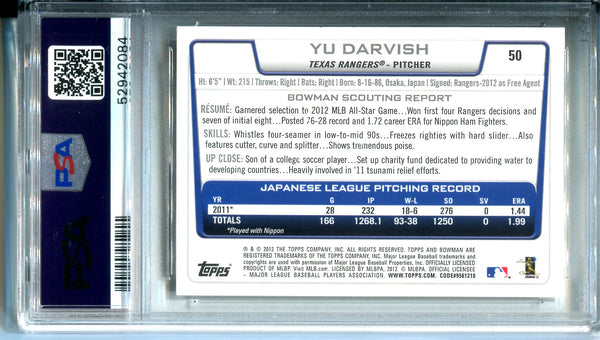 52942084
PSA
YU DARVISH
50
TEXAS RANGERS® - PITCHER
Ht: 6'5" | Wt: 215 | Throws: Right | Bats: Right | Born: 8-16-86, Osaka, Japan | Signed: Rangers-2012 as Free Agent
BOWMAN SCOUTING REPORT
RÉSUMÉ: Garnered selection to 2012 MLB All-Star Game...Won first four Rangers decisions and
seven of initial eight...Posted 76-28 record and 1.72 career ERA for Nippon Ham Fighters.
SKILLS: Whistles four-seamer in low-to-mid 90s...Freezes righties with hard slider...Also
features cutter, curve and splitter...Shows tremendous poise.
UP CLOSE: Son of a college soccer player...Set up charity fund dedicated to providing water to
developing countries...Heavily involved in '11 tsunami relief efforts.
JAPANESE LEAGUE PITCHING RECORD
YR G IP W-L SO SV ERA
2011* 28 232 18-6 276 0 1.44
TOTALS 166 1268.1 93-38 1250 0 1.99
*Played with Nippon
® & © 2012 THE TOPPS COMPANY, INC. ALL RIGHTS RESERVED. TOPPS AND BOWMAN ARE
REGISTERED TRADEMARKS OF THE TOPPS COMPANY, INC. Major League Baseball trademarks and
copyrights are used with permission of Major League Baseball Properties, Inc. OFFICIALLY LICENSED
PRODUCT OF MLBP. Visit MLB.com. LICENSED BY MLBPA, 2012. © OFFICIAL LICENSEE
– MAJOR LEAGUE BASEBALL PLAYERS ASSOCIATION. WWW.TOPPS.COM. CODE#9561210
Topps